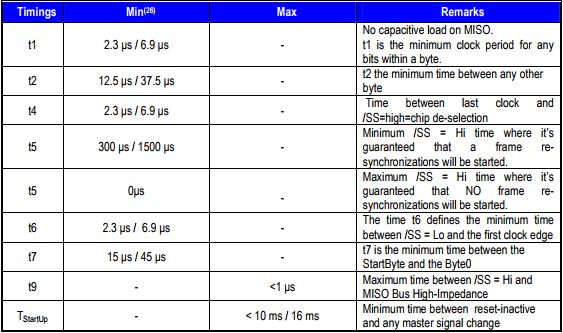 Timings Min(26) Max Remarks
t1 2.3 µs / 6.9 µs - No capacitive load on MISO.
t1 is the minimum clock period for any
bits within a byte.
t2 12.5 µs / 37.5 µs - t2 the minimum time between any other
byte
t4 2.3 µs / 6.9 µs - Time between last clock and
/SS=high=chip de-selection
t5 300 µs / 1500 µs - Minimum /SS = Hi time where it's
guaranteed that a frame re-
synchronizations will be started.
t5 0µs - Maximum /SS = Hi time where it's
guaranteed that NO frame re-
synchronizations will be started.
t6 2.3 µs / 6.9 µs - The time t6 defines the minimum time
between /SS = Lo and the first clock edge
t7 15 µs / 45 µs - t7 is the minimum time between the
StartByte and the Byte0
t9 - <1 µs Maximum time between /SS = Hi and
MISO Bus High-Impedance
TStartUp - < 10 ms / 16 ms Minimum time between reset-inactive
and any master signal change